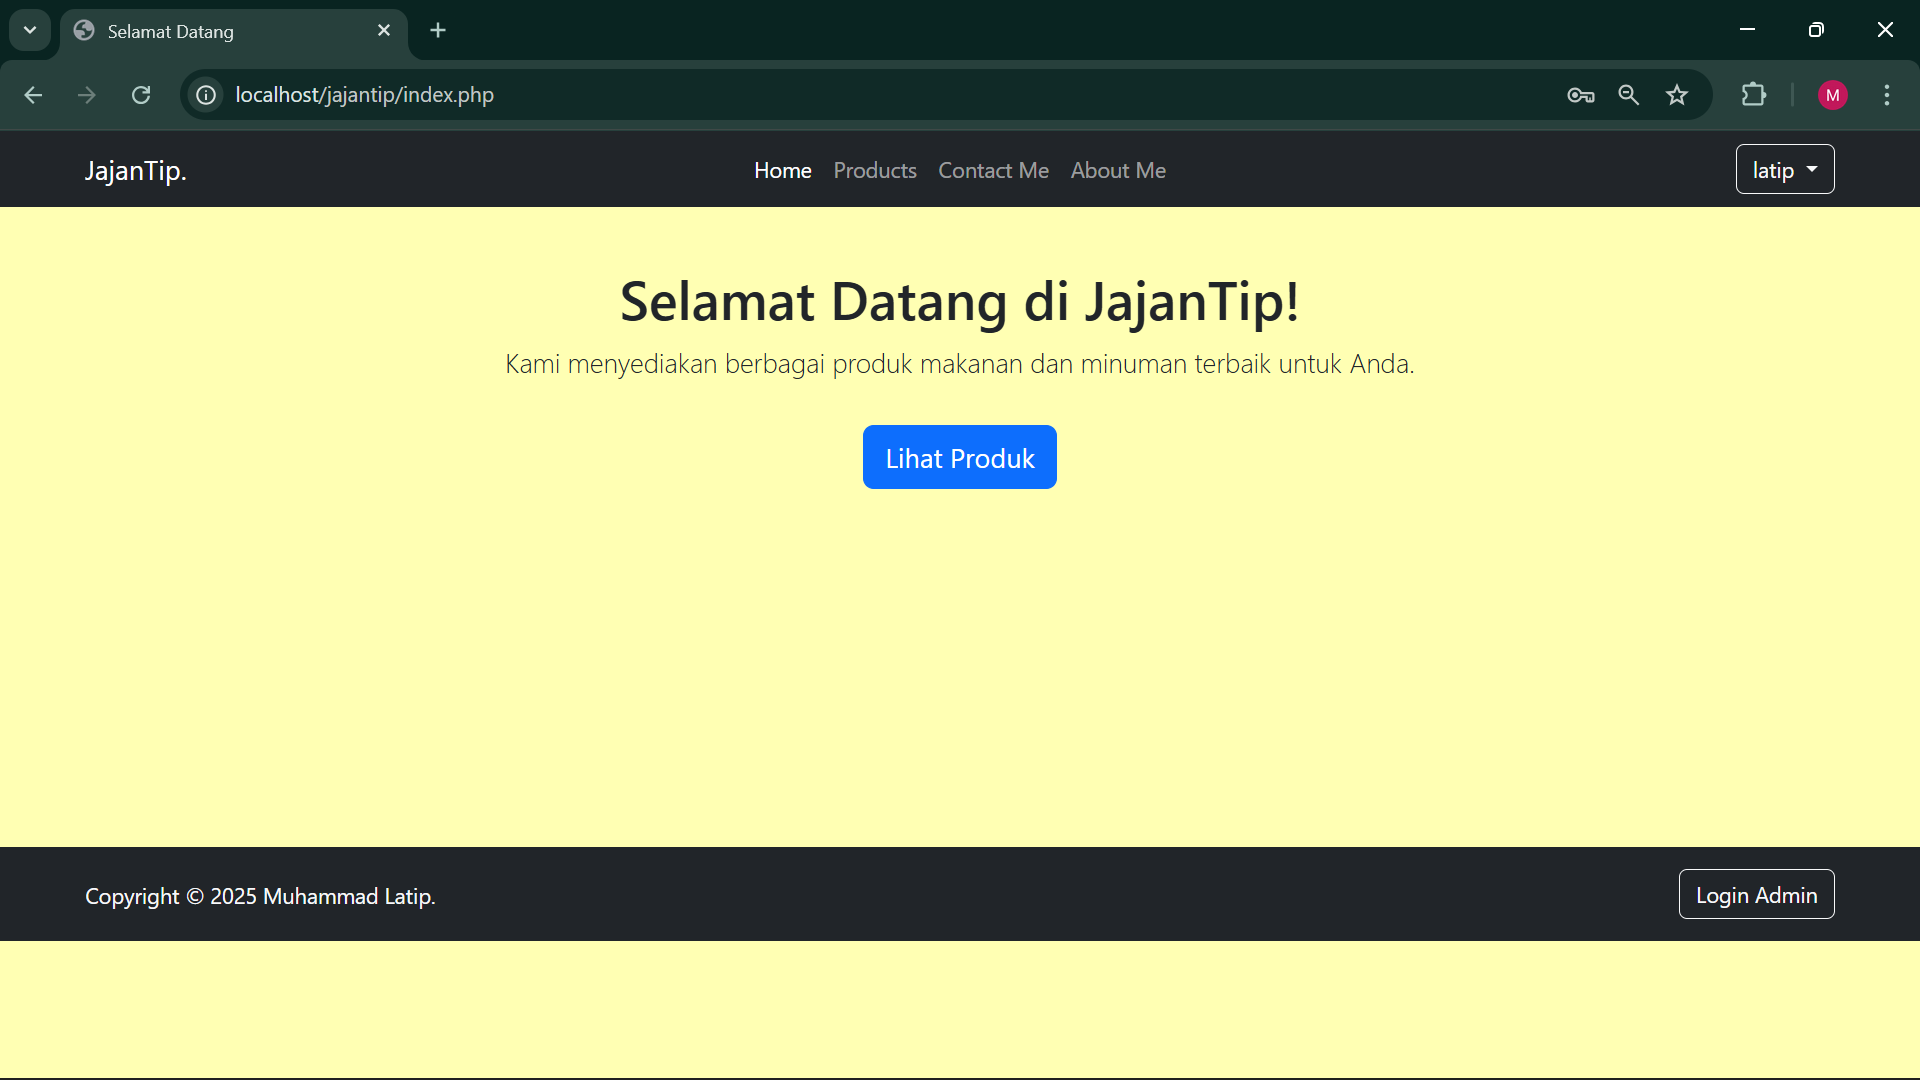 Selamat Datang
localhost/jajantip/index.php
M
JajanTip.
Home Products Contact Me About Me
latip
Selamat Datang di JajanTip!
Kami menyediakan berbagai produk makanan dan minuman terbaik untuk Anda.
Lihat Produk
Copyright © 2025 Muhammad Latip.
Login Admin